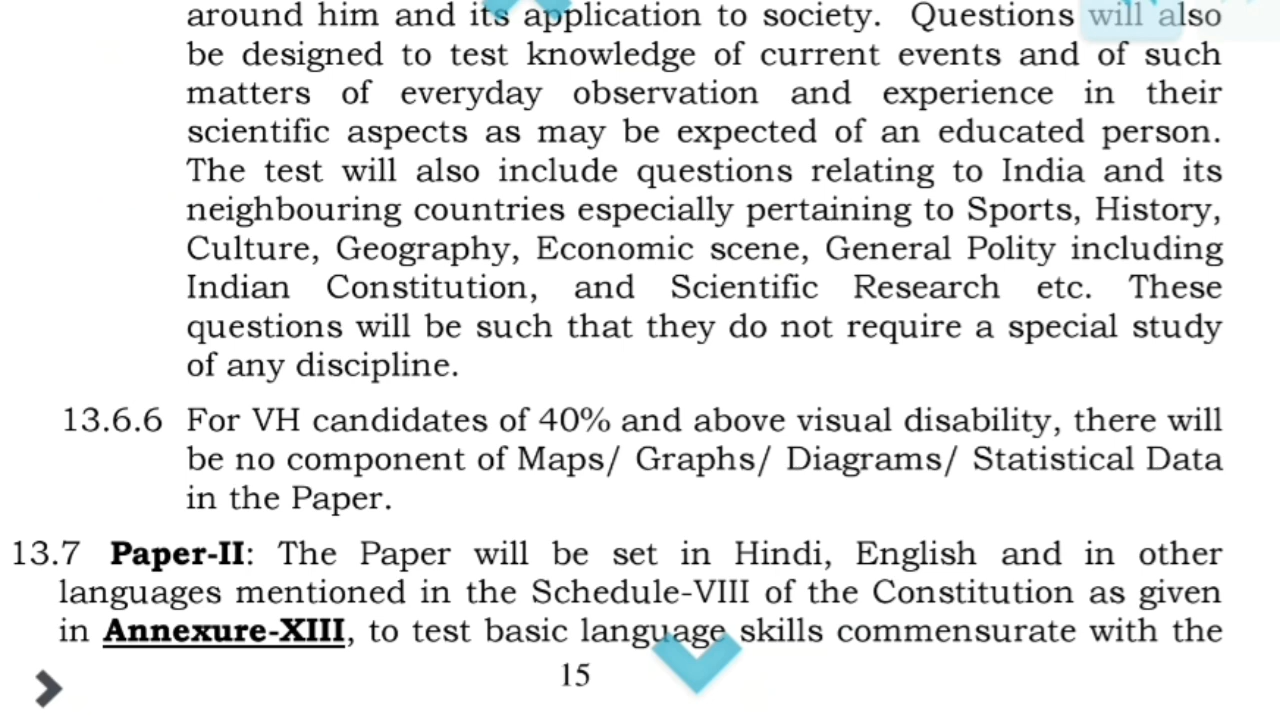 around him and its application to society. Questions will also
be designed to test knowledge of current events and of such
matters of everyday observation and experience in their
scientific aspects as may be expected of an educated person.
The test will also include questions relating to India and its
neighbouring countries especially pertaining to Sports, History,
Culture, Geography, Economic scene, General Polity including
Indian Constitution, and Scientific Research etc. These
questions will be such that they do not require a special study
of any discipline.
13.6.6 For VH candidates of 40% and above visual disability, there will
be no component of Maps/ Graphs/ Diagrams/ Statistical Data
in the Paper.
13.7 Paper-II: The Paper will be set in Hindi, English and in other
languages mentioned in the Schedule-VIII of the Constitution as given
in Annexure-XIII, to test basic language skills commensurate with the
15